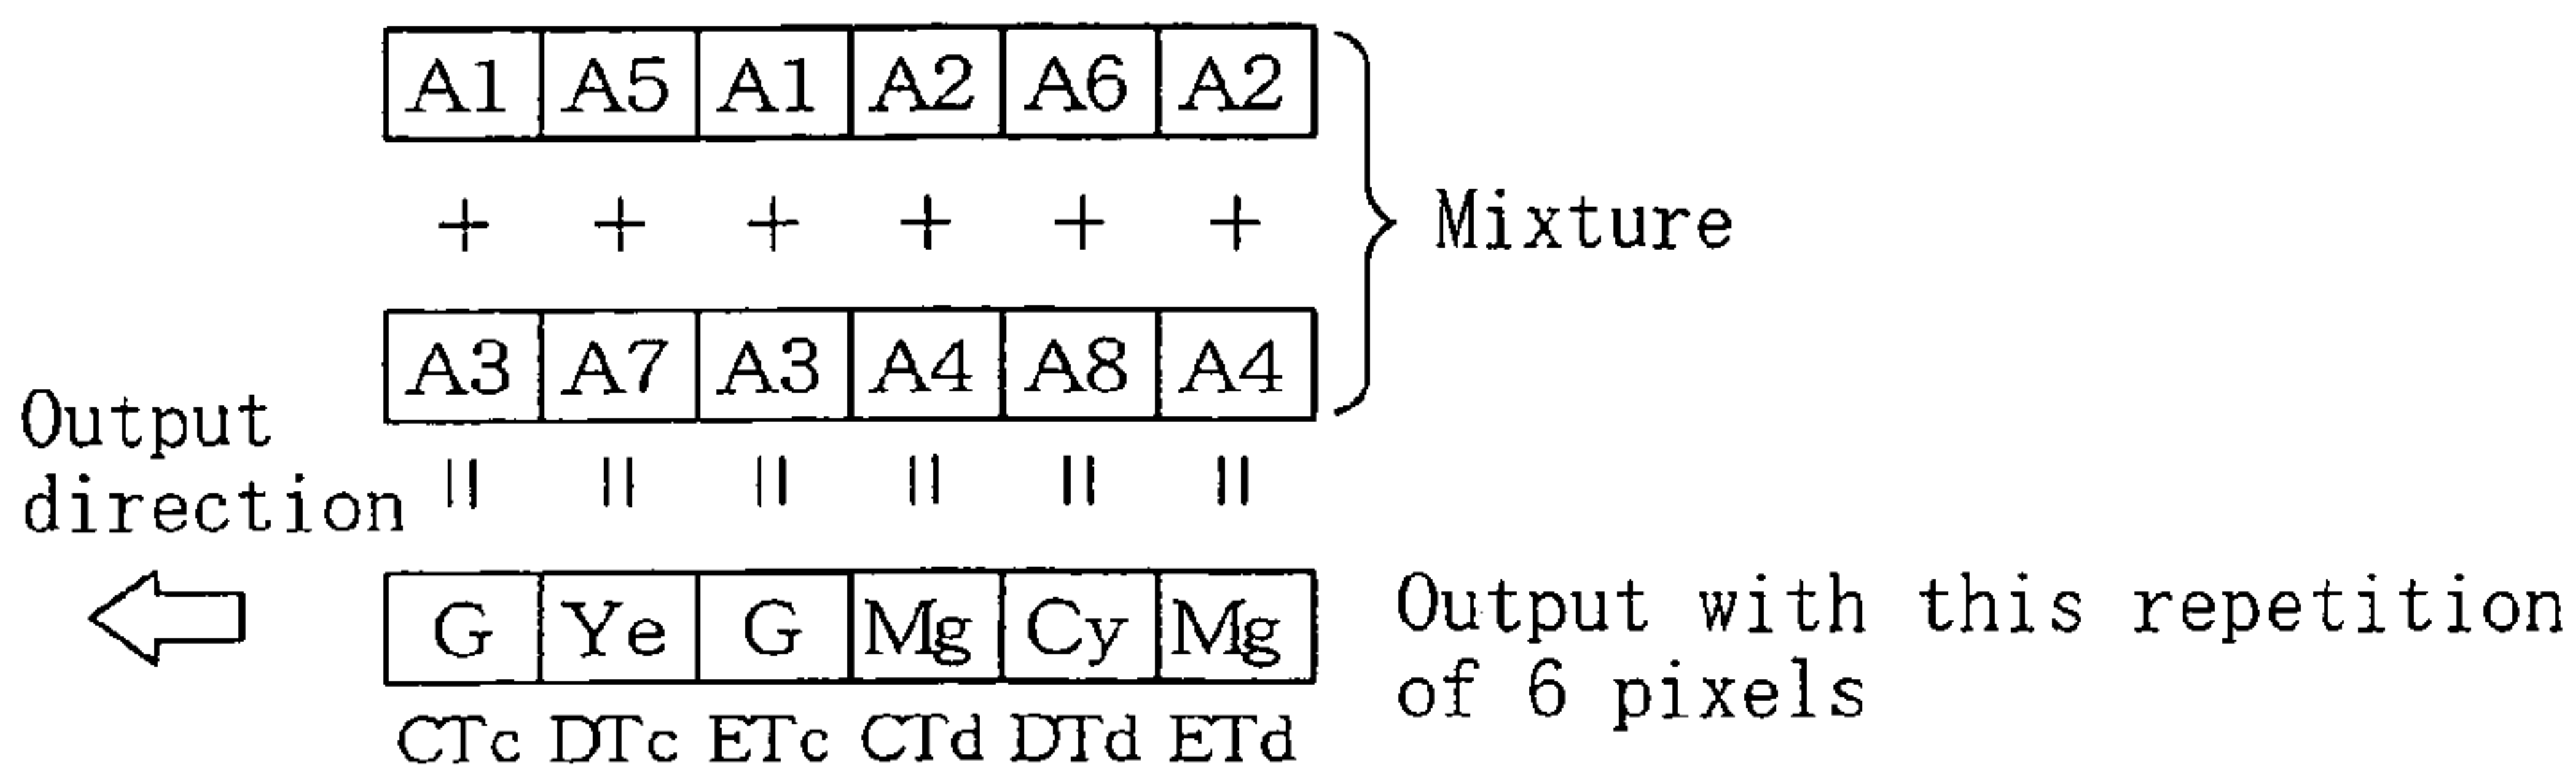 A1 A5 A1 A2 A6 A2
+ + + + + +
Mixture
A3 A7 A3 A4 A8 A4
Output
direction
= = = = = =
G Ye G Mg Cy Mg
CTc DTc ETc CTd DTd ETd
Output with this repetition
of 6 pixels